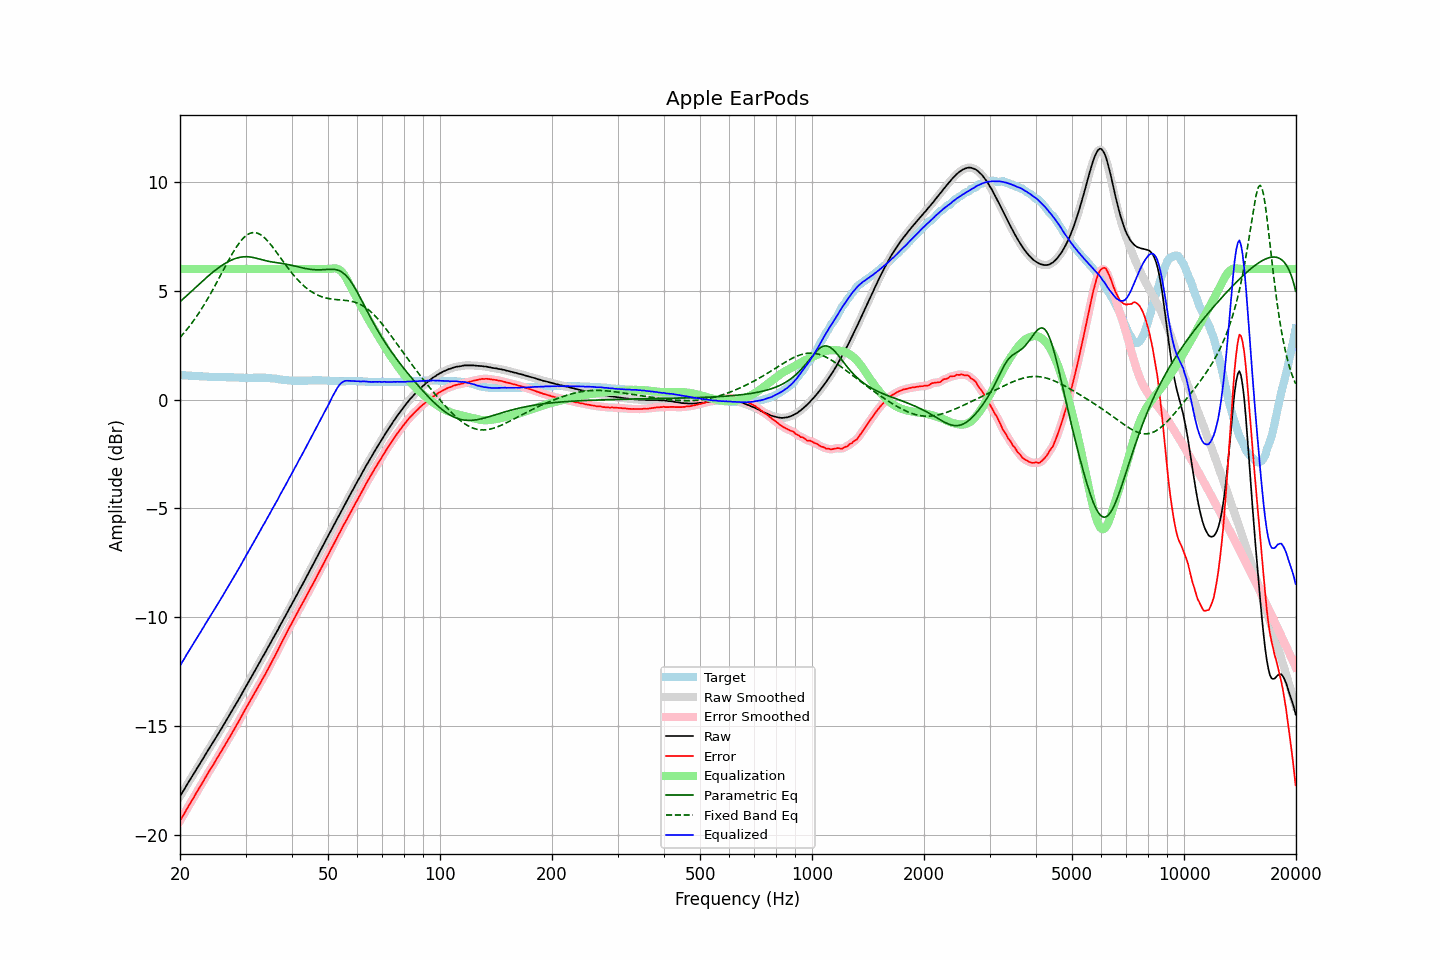 Apple EarPods
10
5
0
−5
−10
−15
−20
Amplitude (dBr)
Target
Raw Smoothed
Error Smoothed
Raw
Error
Equalization
Parametric Eq
Fixed Band Eq
Equalized
20 50 100 200 500 1000 2000 5000 10000 20000
Frequency (Hz)